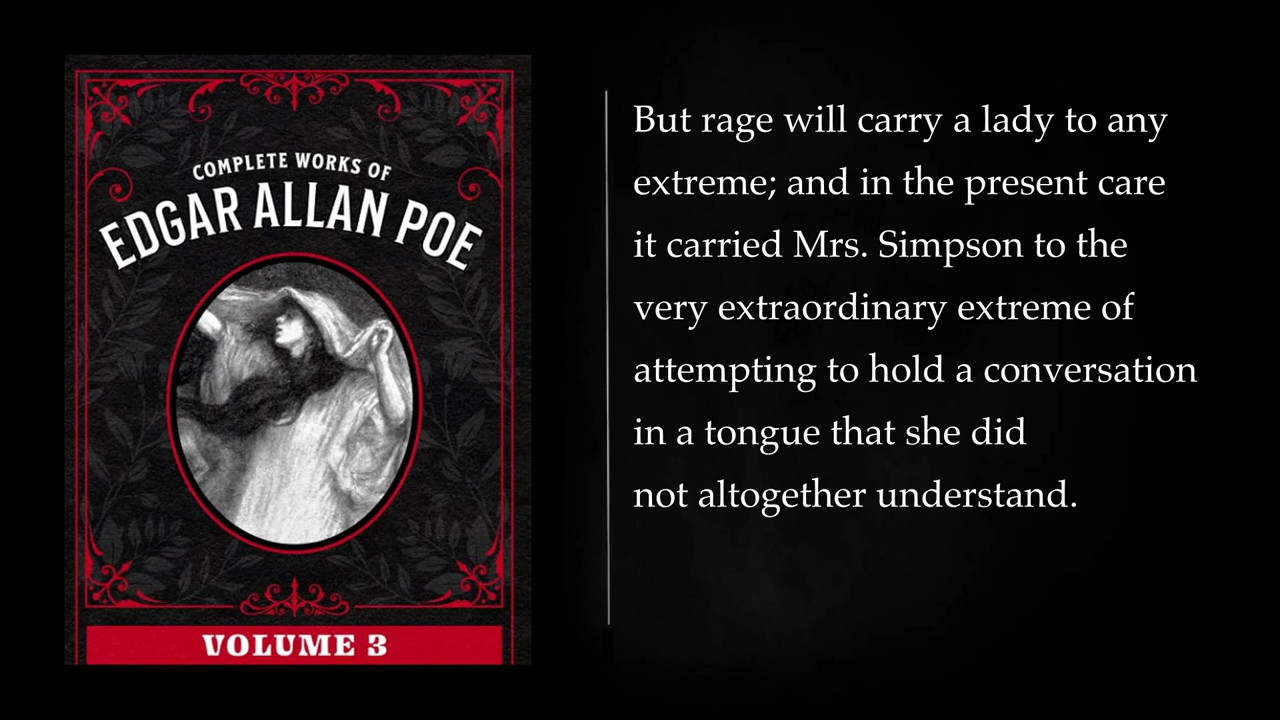 COMPLETE WORKS OF
EDGAR ALLAN POE
VOLUME 3
But rage will carry a lady to any
extreme; and in the present care
it carried Mrs. Simpson to the
very extraordinary extreme of
attempting to hold a conversation
in a tongue that she did
not altogether understand.